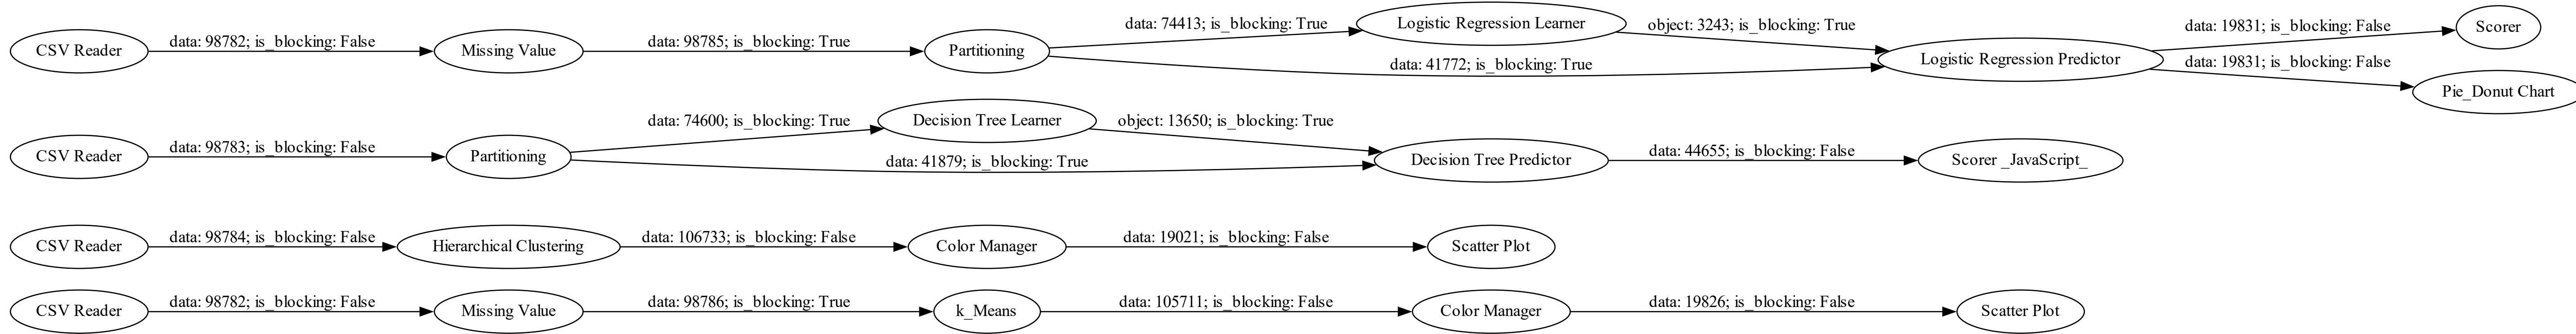 CSV Reader
data: 98782; is_blocking: False
Missing Value
data: 98785; is_blocking: True
Partitioning
data: 74413; is_blocking: True
Logistic Regression Learner
object: 3243; is_blocking: True
data: 41772; is_blocking: True
Logistic Regression Predictor
data: 19831; is_blocking: False
Scorer
data: 19831; is_blocking: False
Pie_Donut Chart
CSV Reader
data: 98783; is_blocking: False
Partitioning
data: 74600; is_blocking: True
Decision Tree Learner
object: 13650; is_blocking: True
data: 41879; is_blocking: True
Decision Tree Predictor
data: 44655; is_blocking: False
Scorer _JavaScript_
CSV Reader
data: 98784; is_blocking: False
Hierarchical Clustering
data: 106733; is_blocking: False
Color Manager
data: 19021; is_blocking: False
Scatter Plot
CSV Reader
data: 98782; is_blocking: False
Missing Value
data: 98786; is_blocking: True
k_Means
data: 105711; is_blocking: False
Color Manager
data: 19826; is_blocking: False
Scatter Plot